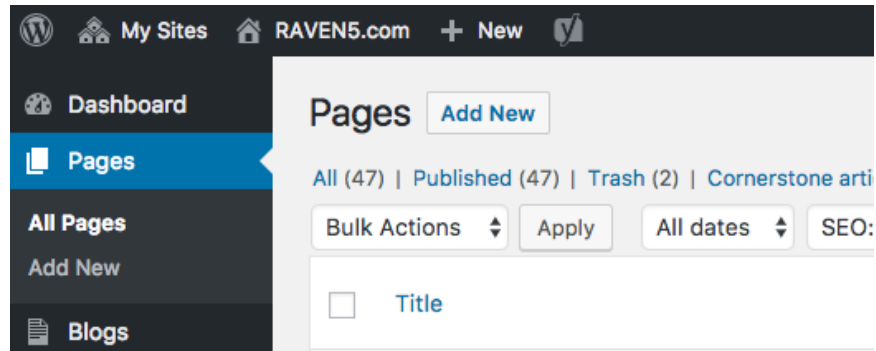 My Sites RAVEN5.com + New
Dashboard
Pages
All Pages
Add New
Blogs
Pages Add New
All (47) | Published (47) | Trash (2) | Cornerstone
Bulk Actions Apply All dates SEO:
Title